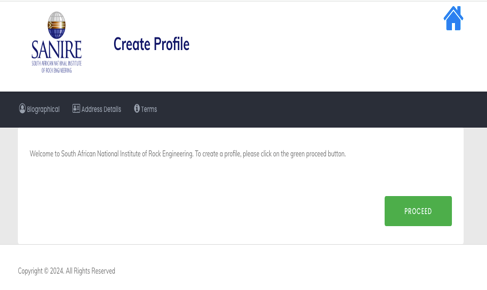 SANIRE
SOUTH AFRICAN NATIONAL INSTITUTE
OF ROCK ENGINEERING
Create Profile
Biographical
Address Details
Terms
Welcome to South African National Institute of Rock Engineering. To create a profile, please click on the green proceed button.
PROCEED
Copyright © 2024. All Rights Reserved